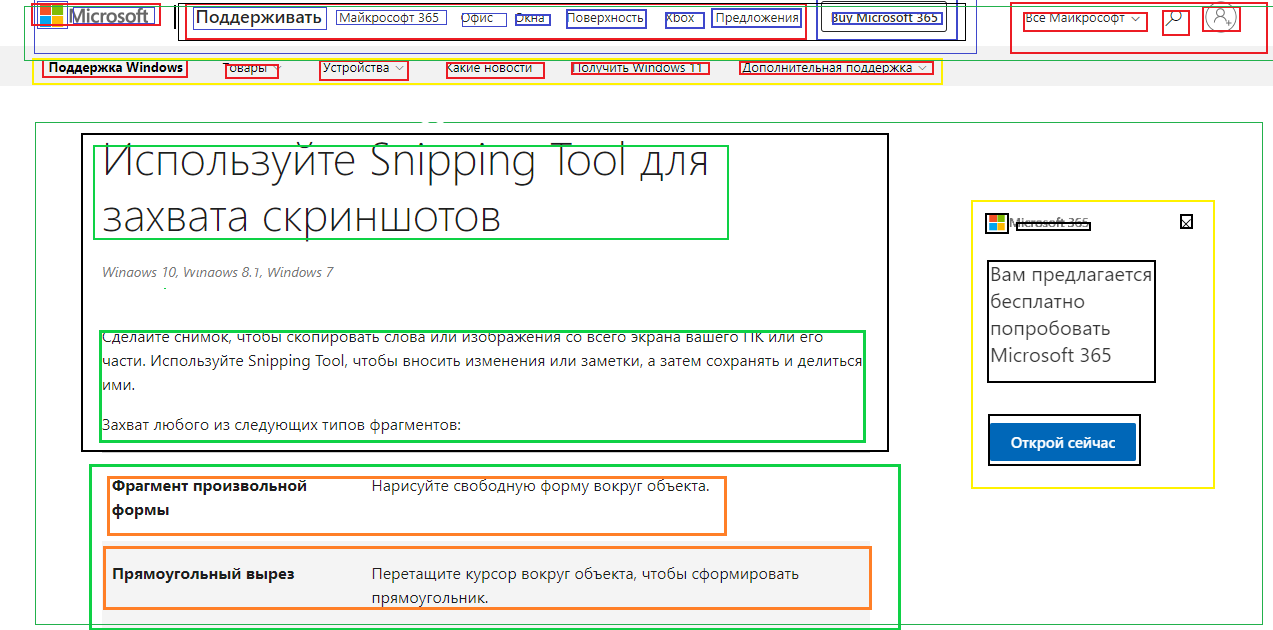 Microsoft
Поддерживать
Майкрософт 365
Офис
Окна
Поверхность
Xbox
Предложения
Buy Microsoft 365
Все Майкрософт
Поддержка Windows
Товары
Устройства
Какие новости
Получить Windows 11
Дополнительная поддержка
Используйте Snipping Tool для
захвата скриншотов
Windows 10, Windows 8.1, Windows 7
Сделайте снимок, чтобы скопировать слова или изображения со всего экрана вашего ПК или его
части. Используйте Snipping Tool, чтобы вносить изменения или заметки, а затем сохранять и делиться
ими.
Захват любого из следующих типов фрагментов:
Фрагмент произвольной
формы
Нарисуйте свободную форму вокруг объекта.
Прямоугольный вырез
Перетащите курсор вокруг объекта, чтобы сформировать
прямоугольник.
Microsoft 365
Вам предлагается
бесплатно
попробовать
Microsoft 365
Открой сейчас